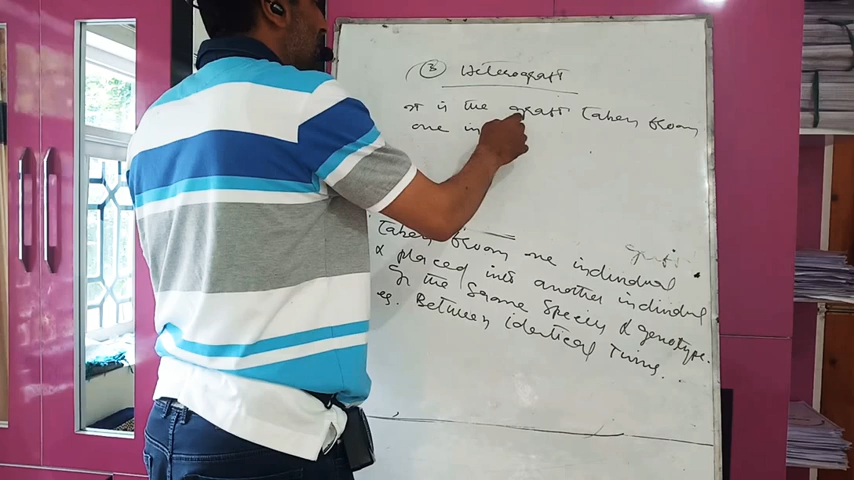 ③ Heterograft
It is the graft taken from
one in
Taken from one individual
& placed into another individual
of the same species & genotype.
eg. Between identical Twins..